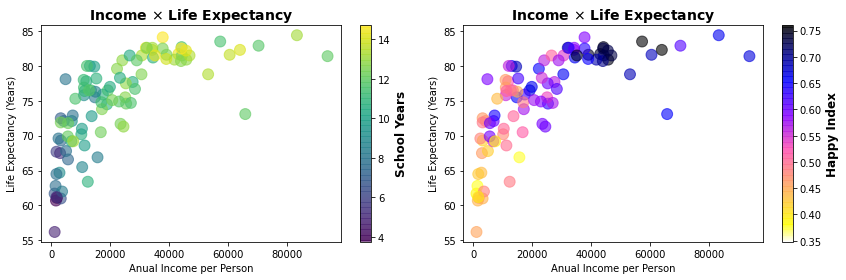 Income × Life Expectancy
Life Expectancy (Years)
85
80
75
70
65
60
55
0 20000 40000 60000 80000
Anual Income per Person
14
12
10
8
6
4
School Years
Income × Life Expectancy
Life Expectancy (Years)
85
80
75
70
65
60
55
0 20000 40000 60000 80000
Anual Income per Person
0.75
0.70
0.65
0.60
0.55
0.50
0.45
0.40
0.35
Happy Index